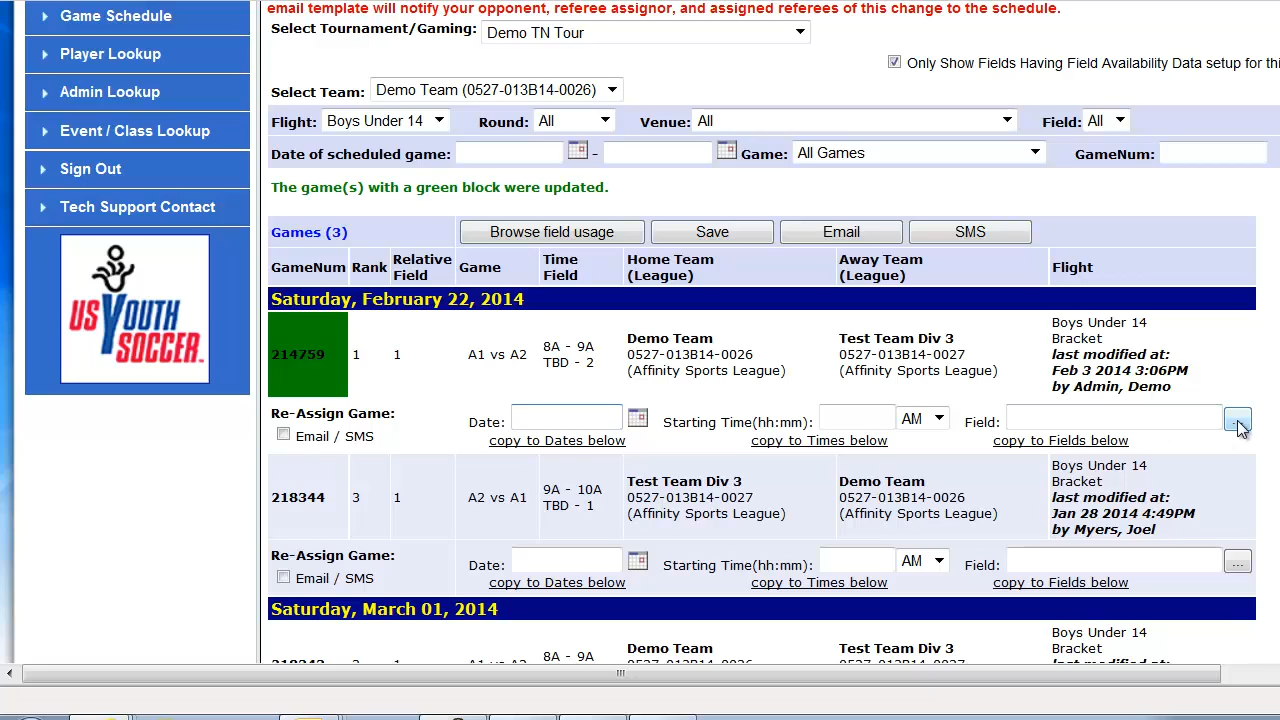 email template will notify your opponent, referee assignor, and assigned referees of this change to the schedule.
Game Schedule
Player Lookup
Admin Lookup
Event / Class Lookup
Sign Out
Tech Support Contact
US YOUTH SOCCER
Select Tournament/Gaming: Demo TN Tour
Only Show Fields Having Field Availability Data setup for thi
Select Team: Demo Team (0527-013B14-0026)
Flight: Boys Under 14 Round: All Venue: All Field: All
Date of scheduled game: - Game: All Games GameNum:
The game(s) with a green block were updated.
Games (3) Browse field usage Save Email SMS
GameNum Rank Relative Field Game Time Field Home Team (League) Away Team (League) Flight
Saturday, February 22, 2014
214759 1 1 A1 vs A2
8A - 9A
TBD - 2
Demo Team
0527-013B14-0026
(Affinity Sports League)
Test Team Div 3
0527-013B14-0027
(Affinity Sports League)
Boys Under 14
Bracket
last modified at:
Feb 3 2014 3:06PM
by Admin, Demo
Re-Assign Game:
Email / SMS
Date: Starting Time(hh:mm): AM Field:
copy to Dates below copy to Times below copy to Fields below
218344 3 1 A2 vs A1
9A - 10A
TBD - 1
Test Team Div 3
0527-013B14-0027
(Affinity Sports League)
Demo Team
0527-013B14-0026
(Affinity Sports League)
Boys Under 14
Bracket
last modified at:
Jan 28 2014 4:49PM
by Myers, Joel
Re-Assign Game:
Email / SMS
Date: Starting Time(hh:mm): AM Field: ...
copy to Dates below copy to Times below copy to Fields below
Saturday, March 01, 2014
8A - 9A
Demo Team
Test Team Div 3
Boys Under 14
Bracket